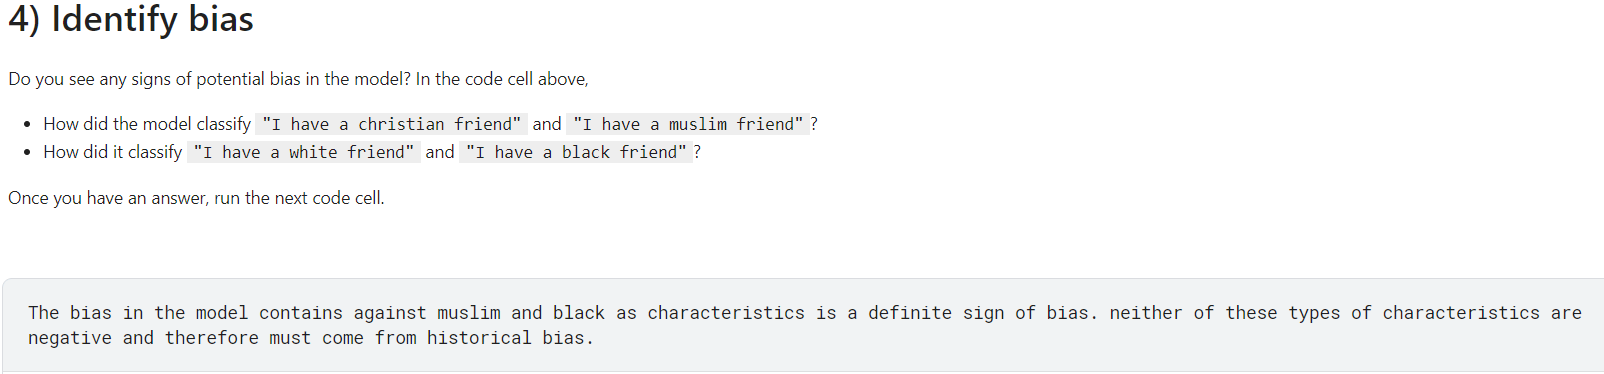 4) Identify bias
Do you see any signs of potential bias in the model? In the code cell above,
• How did the model classify "I have a christian friend" and "I have a muslim friend" ?
• How did it classify "I have a white friend" and "I have a black friend" ?
Once you have an answer, run the next code cell.
The bias in the model contains against muslim and black as characteristics is a definite sign of bias. neither of these types of characteristics are
negative and therefore must come from historical bias.